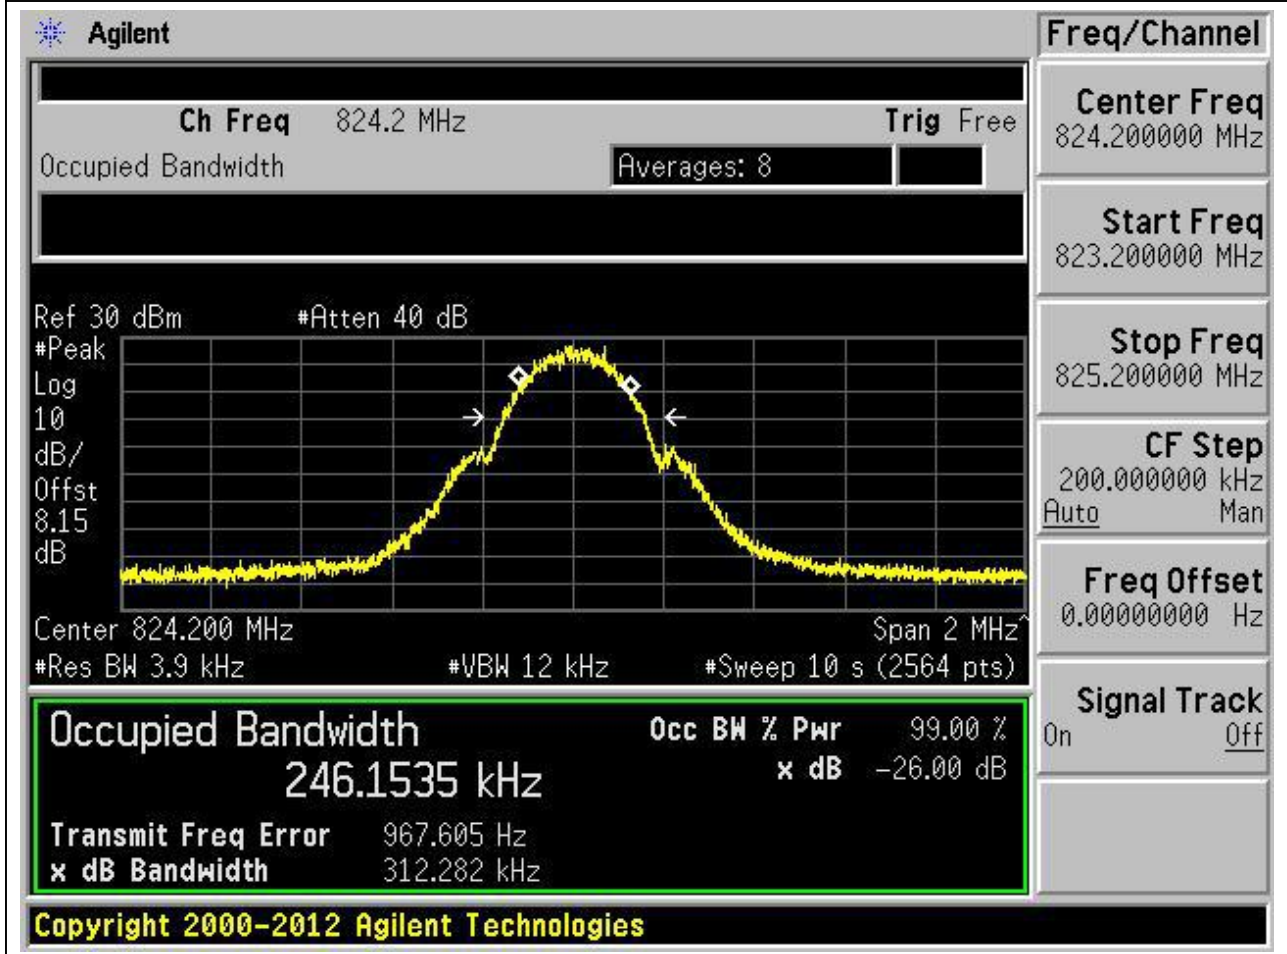 Agilent
Ch Freq 824.2 MHz Trig Free
Occupied Bandwidth Averages: 8
Ref 30 dBm #Atten 40 dB
#Peak
Log
10
dB/
Offst
8.15
dB
Center 824.200 MHz Span 2 MHz^
#Res BW 3.9 kHz #VBW 12 kHz #Sweep 10 s (2564 pts)
Occupied Bandwidth Occ BW % Pwr 99.00 %
246.1535 kHz x dB -26.00 dB
Transmit Freq Error 967.605 Hz
x dB Bandwidth 312.282 kHz
Copyright 2000-2012 Agilent Technologies
Freq/Channel
Center Freq
824.200000 MHz
Start Freq
823.200000 MHz
Stop Freq
825.200000 MHz
CF Step
200.000000 kHz
Auto Man
Freq Offset
0.00000000 Hz
Signal Track
On Off